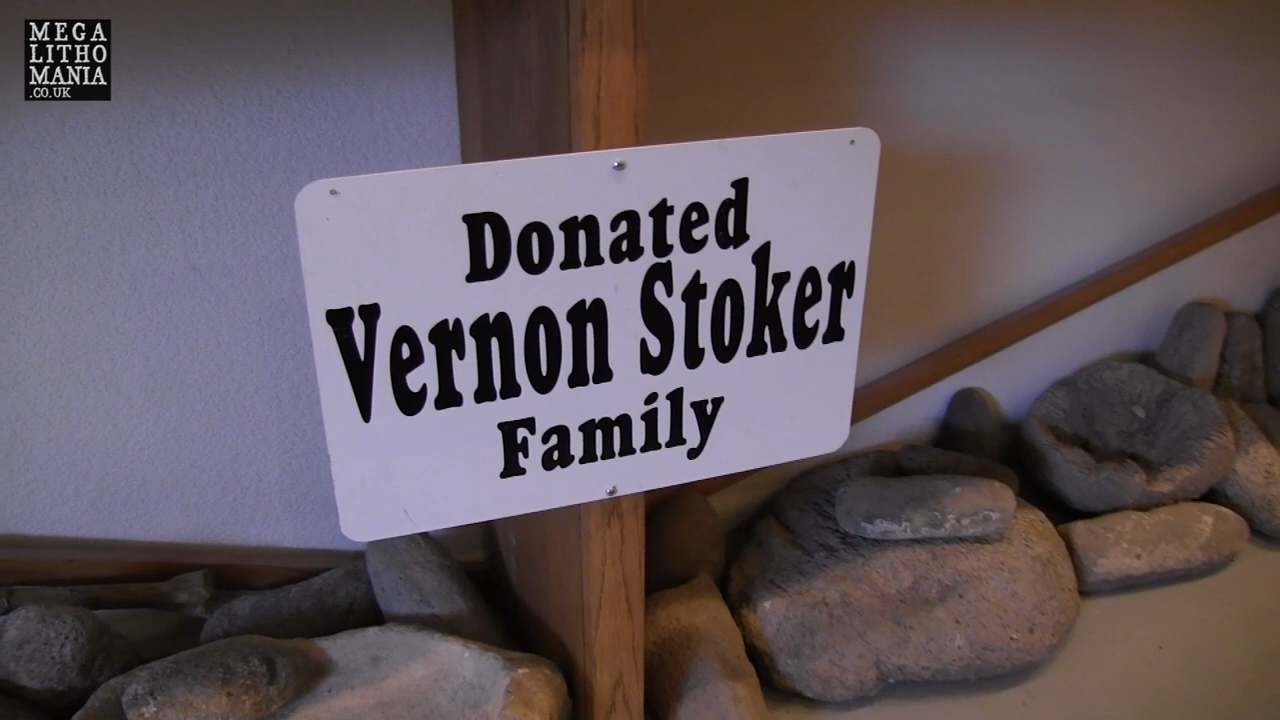 MEGA
LITHO
MANIA
.CO.UK
Donated
Vernon Stoker
Family